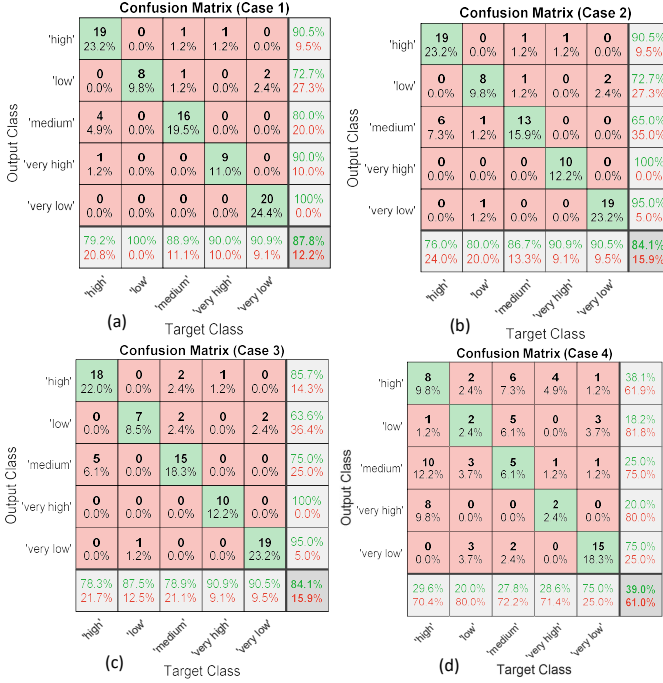 Confusion Matrix (Case 1)
'high' 19 0 1 1 0 90.5%
23.2% 0.0% 1.2% 1.2% 0.0% 9.5%
'low' 0 8 1 0 2 72.7%
0.0% 9.8% 1.2% 0.0% 2.4% 27.3%
'medium' 4 0 16 0 0 80.0%
4.9% 0.0% 19.5% 0.0% 0.0% 20.0%
'very high' 1 0 0 9 0 90.0%
1.2% 0.0% 0.0% 11.0% 0.0% 10.0%
'very low' 0 0 0 0 20 100%
0.0% 0.0% 0.0% 0.0% 24.4% 0.0%
79.2% 100% 88.9% 90.0% 90.9% 87.8%
20.8% 0.0% 11.1% 10.0% 9.1% 12.2%
'high' 'low' 'medium' 'very high' 'very low'
Output Class
Target Class
(a)
Confusion Matrix (Case 2)
'high' 19 0 1 1 0 90.5%
23.2% 0.0% 1.2% 1.2% 0.0% 9.5%
'low' 0 8 1 0 2 72.7%
0.0% 9.8% 1.2% 0.0% 2.4% 27.3%
'medium' 6 1 13 0 0 65.0%
7.3% 1.2% 15.9% 0.0% 0.0% 35.0%
'very high' 0 0 0 10 0 100%
0.0% 0.0% 0.0% 12.2% 0.0% 0.0%
'very low' 0 1 0 0 19 95.0%
0.0% 1.2% 0.0% 0.0% 23.2% 5.0%
76.0% 80.0% 86.7% 90.9% 90.5% 84.1%
24.0% 20.0% 13.3% 9.1% 9.5% 15.9%
'high' 'low' 'medium' 'very high' 'very low'
Output Class
Target Class
(b)
Confusion Matrix (Case 3)
'high' 18 0 2 1 0 85.7%
22.0% 0.0% 2.4% 1.2% 0.0% 14.3%
'low' 0 7 2 0 2 63.6%
0.0% 8.5% 2.4% 0.0% 2.4% 36.4%
'medium' 5 0 15 0 0 75.0%
6.1% 0.0% 18.3% 0.0% 0.0% 25.0%
'very high' 0 0 0 10 0 100%
0.0% 0.0% 0.0% 12.2% 0.0% 0.0%
'very low' 0 1 0 0 19 95.0%
0.0% 1.2% 0.0% 0.0% 23.2% 5.0%
78.3% 87.5% 78.9% 90.9% 90.5% 84.1%
21.7% 12.5% 21.1% 9.1% 9.5% 15.9%
'high' 'low' 'medium' 'very high' 'very low'
Output Class
Target Class
(c)
Confusion Matrix (Case 4)
'high' 8 2 6 4 1 38.1%
9.8% 2.4% 7.3% 4.9% 1.2% 61.9%
'low' 1 2 5 0 3 18.2%
1.2% 2.4% 6.1% 0.0% 3.7% 81.8%
'medium' 10 3 5 1 1 25.0%
12.2% 3.7% 6.1% 1.2% 1.2% 75.0%
'very high' 8 0 0 2 0 20.0%
9.8% 0.0% 0.0% 2.4% 0.0% 80.0%
'very low' 0 3 2 0 15 75.0%
0.0% 3.7% 2.4% 0.0% 18.3% 25.0%
29.6% 20.0% 27.8% 28.6% 75.0% 39.0%
70.4% 80.0% 72.2% 71.4% 25.0% 61.0%
'high' 'low' 'medium' 'very high' 'very low'
Output Class
Target Class
(d)